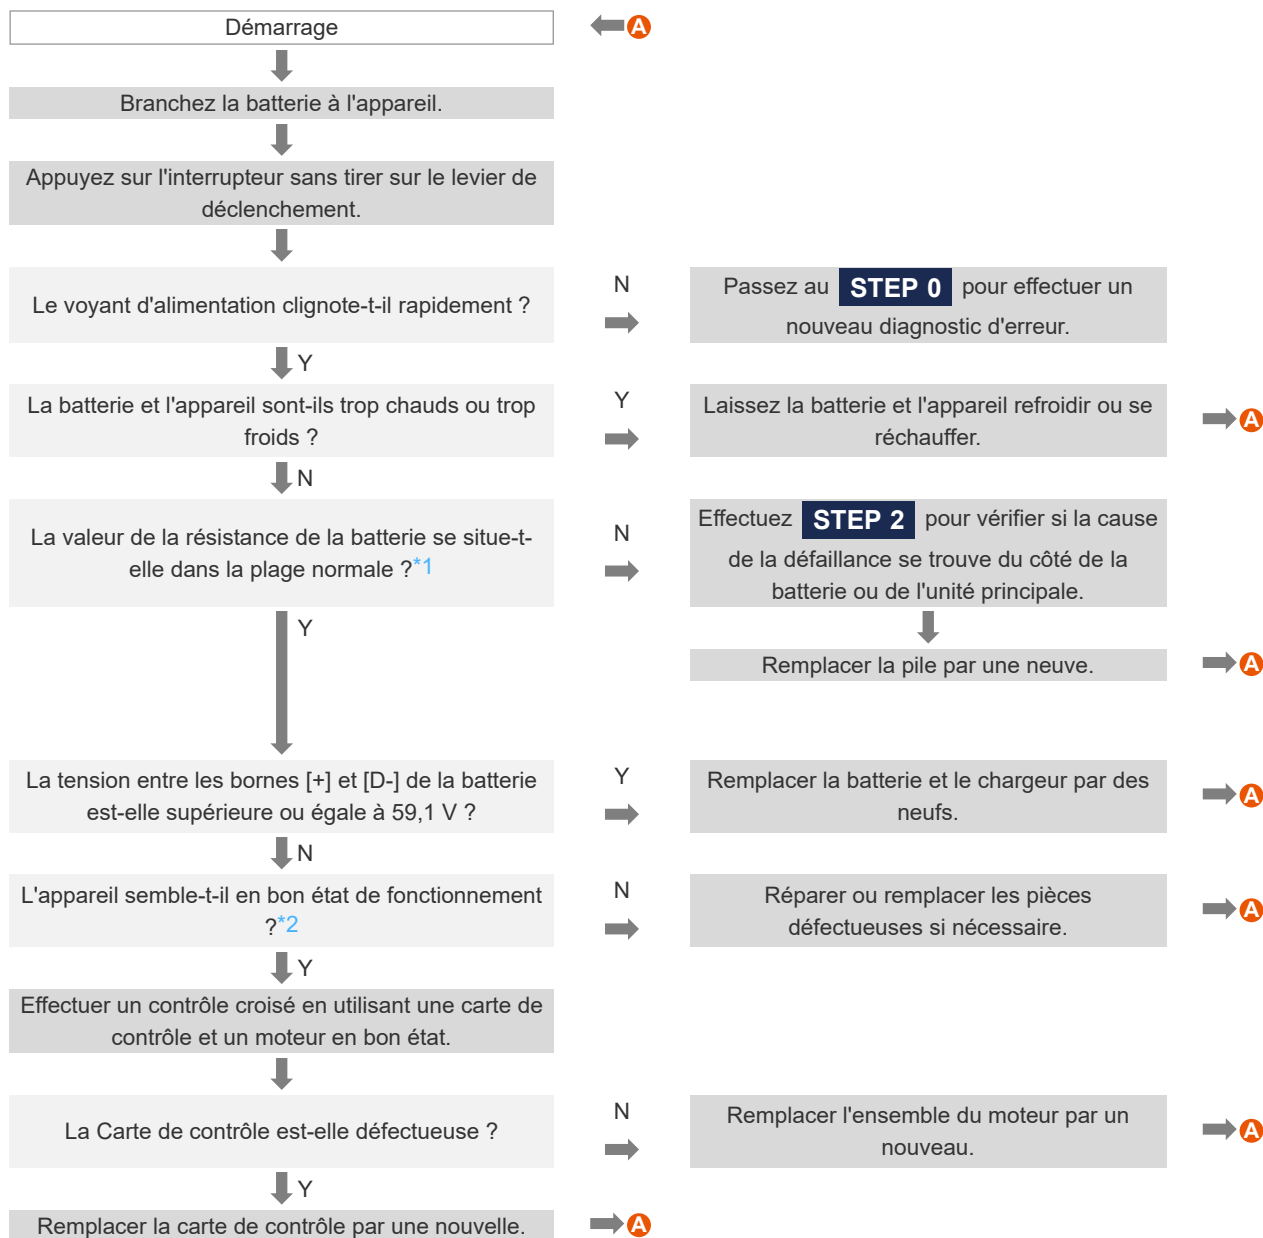 Démarrage
A
Branchez la batterie à l'appareil.
Appuyez sur l'interrupteur sans tirer sur le levier de
déclenchement.
Le voyant d'alimentation clignote-t-il rapidement ?
N
Passez au STEP 0 pour effectuer un
nouveau diagnostic d'erreur.
Y
La batterie et l'appareil sont-ils trop chauds ou trop
froids ?
Y
Laissez la batterie et l'appareil refroidir ou se
réchauffer.
A
N
La valeur de la résistance de la batterie se situe-t-
elle dans la plage normale ?*1
N
Effectuez STEP 2 pour vérifier si la cause
de la défaillance se trouve du côté de la
batterie ou de l'unité principale.
Y
Remplacer la pile par une neuve.
A
La tension entre les bornes [+] et [D-] de la batterie
est-elle supérieure ou égale à 59,1 V ?
Y
Remplacer la batterie et le chargeur par des
neufs.
A
N
L'appareil semble-t-il en bon état de fonctionnement
?*2
N
Réparer ou remplacer les pièces
défectueuses si nécessaire.
A
Y
Effectuer un contrôle croisé en utilisant une carte de
contrôle et un moteur en bon état.
La Carte de contrôle est-elle défectueuse ?
N
Remplacer l'ensemble du moteur par un
nouveau.
A
Y
Remplacer la carte de contrôle par une nouvelle.
A